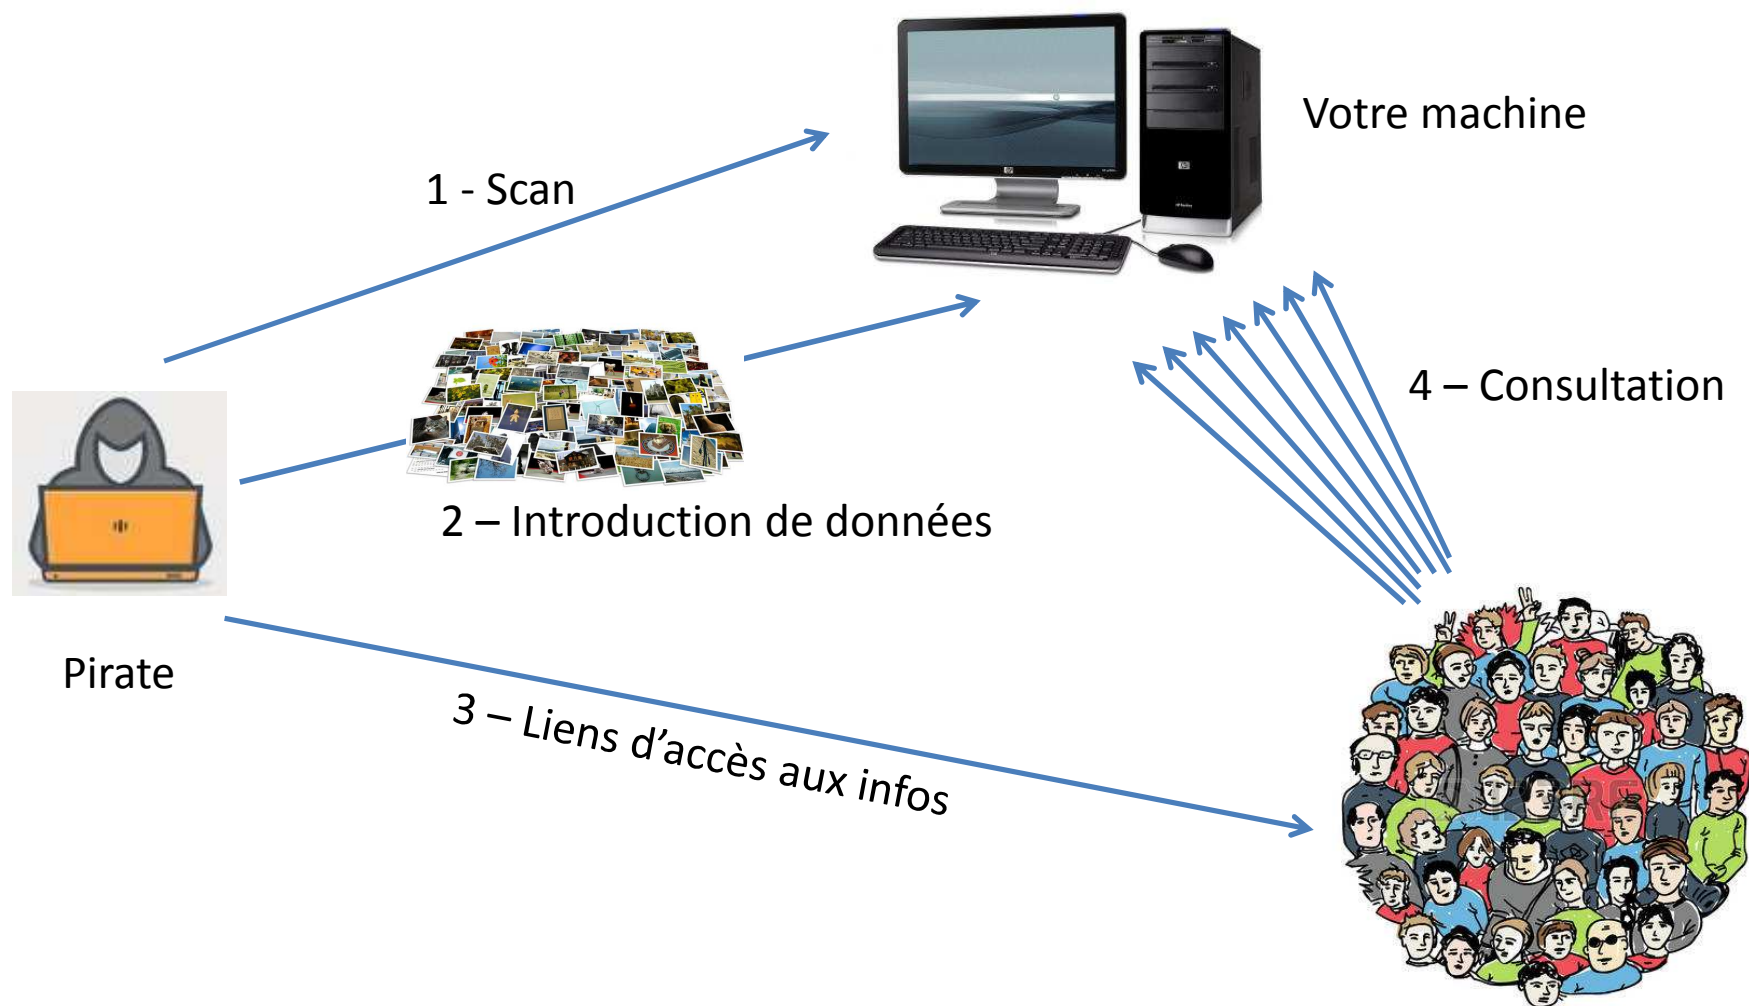 Votre machine
1 - Scan
4 – Consultation
2 – Introduction de données
Pirate
3 – Liens d’accès aux infos